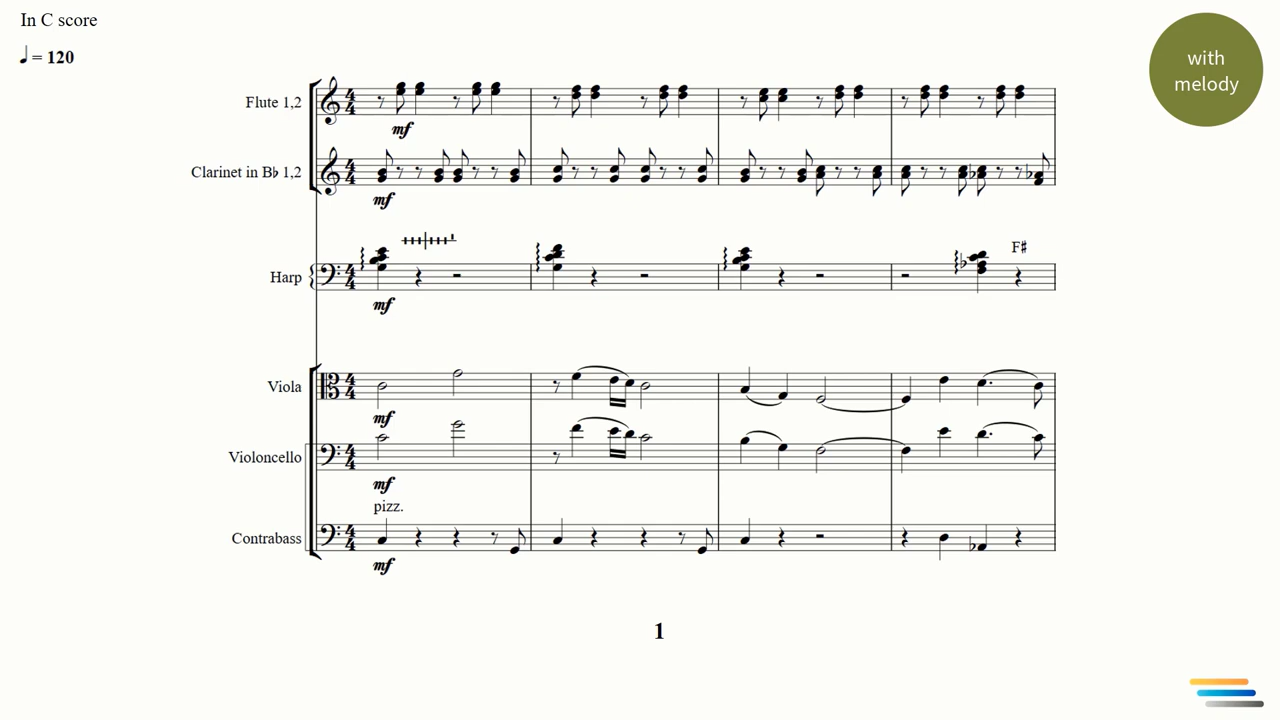 In C score
♩ = 120
with
melody
Flute 1,2
mf
Clarinet in B♭ 1,2
mf
F♯
Harp
mf
Viola
mf
Violoncello
mf
pizz.
Contrabass
mf
1